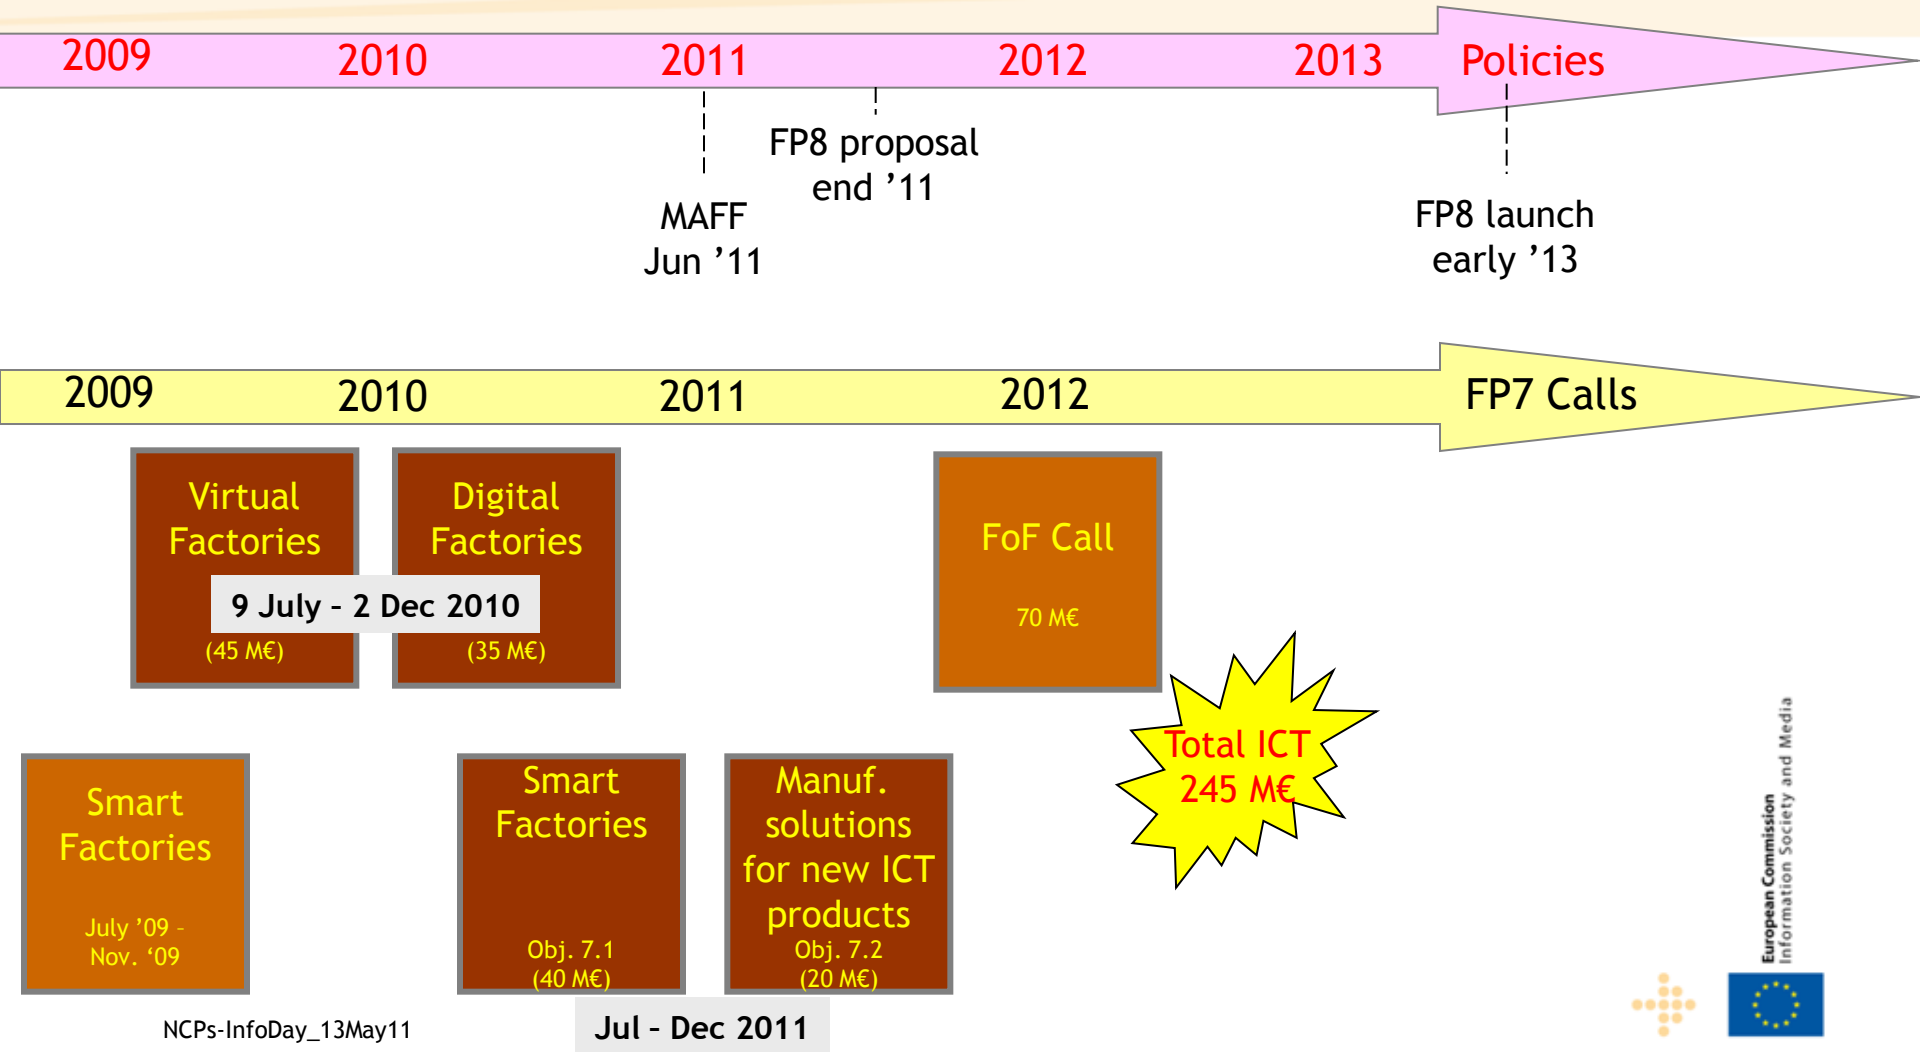 2009 2010 2011 2012 2013 Policies
FP8 proposal
end ’11
MAFF
Jun ’11
FP8 launch
early ’13
2009 2010 2011 2012 FP7 Calls
Virtual
Factories
(45 M€)
Digital
Factories
(35 M€)
9 July – 2 Dec 2010
FoF Call
70 M€
Total ICT
245 M€
Smart
Factories
July ’09 –
Nov. ‘09
Smart
Factories
Obj. 7.1
(40 M€)
Manuf.
solutions
for new ICT
products
Obj. 7.2
(20 M€)
Jul – Dec 2011
NCPs-InfoDay_13May11
European Commission
Information Society and Media